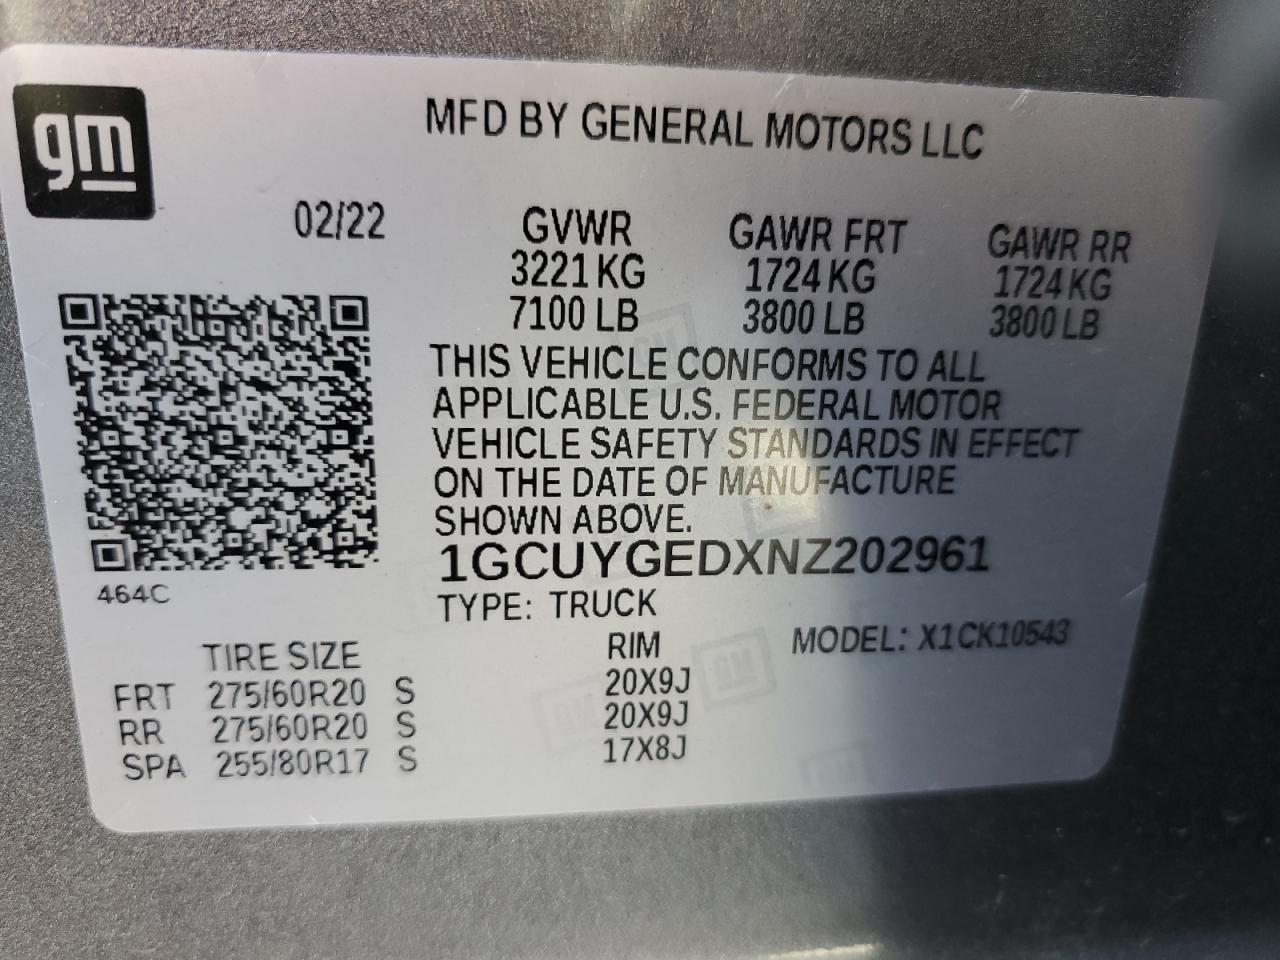 gm
MFD BY GENERAL MOTORS LLC
02/22
GVWR GAWR FRT GAWR RR
3221 KG 1724 KG 1724 KG
7100 LB 3800 LB 3800 LB
THIS VEHICLE CONFORMS TO ALL
APPLICABLE U.S. FEDERAL MOTOR
VEHICLE SAFETY STANDARDS IN EFFECT
ON THE DATE OF MANUFACTURE
SHOWN ABOVE.
1GCUYGEDXNZ202961
464C
TYPE: TRUCK
MODEL: X1CK10543
TIRE SIZE RIM
FRT 275/60R20 S 20X9J
RR 275/60R20 S 20X9J
SPA 255/80R17 S 17X8J
GM
GM
GM